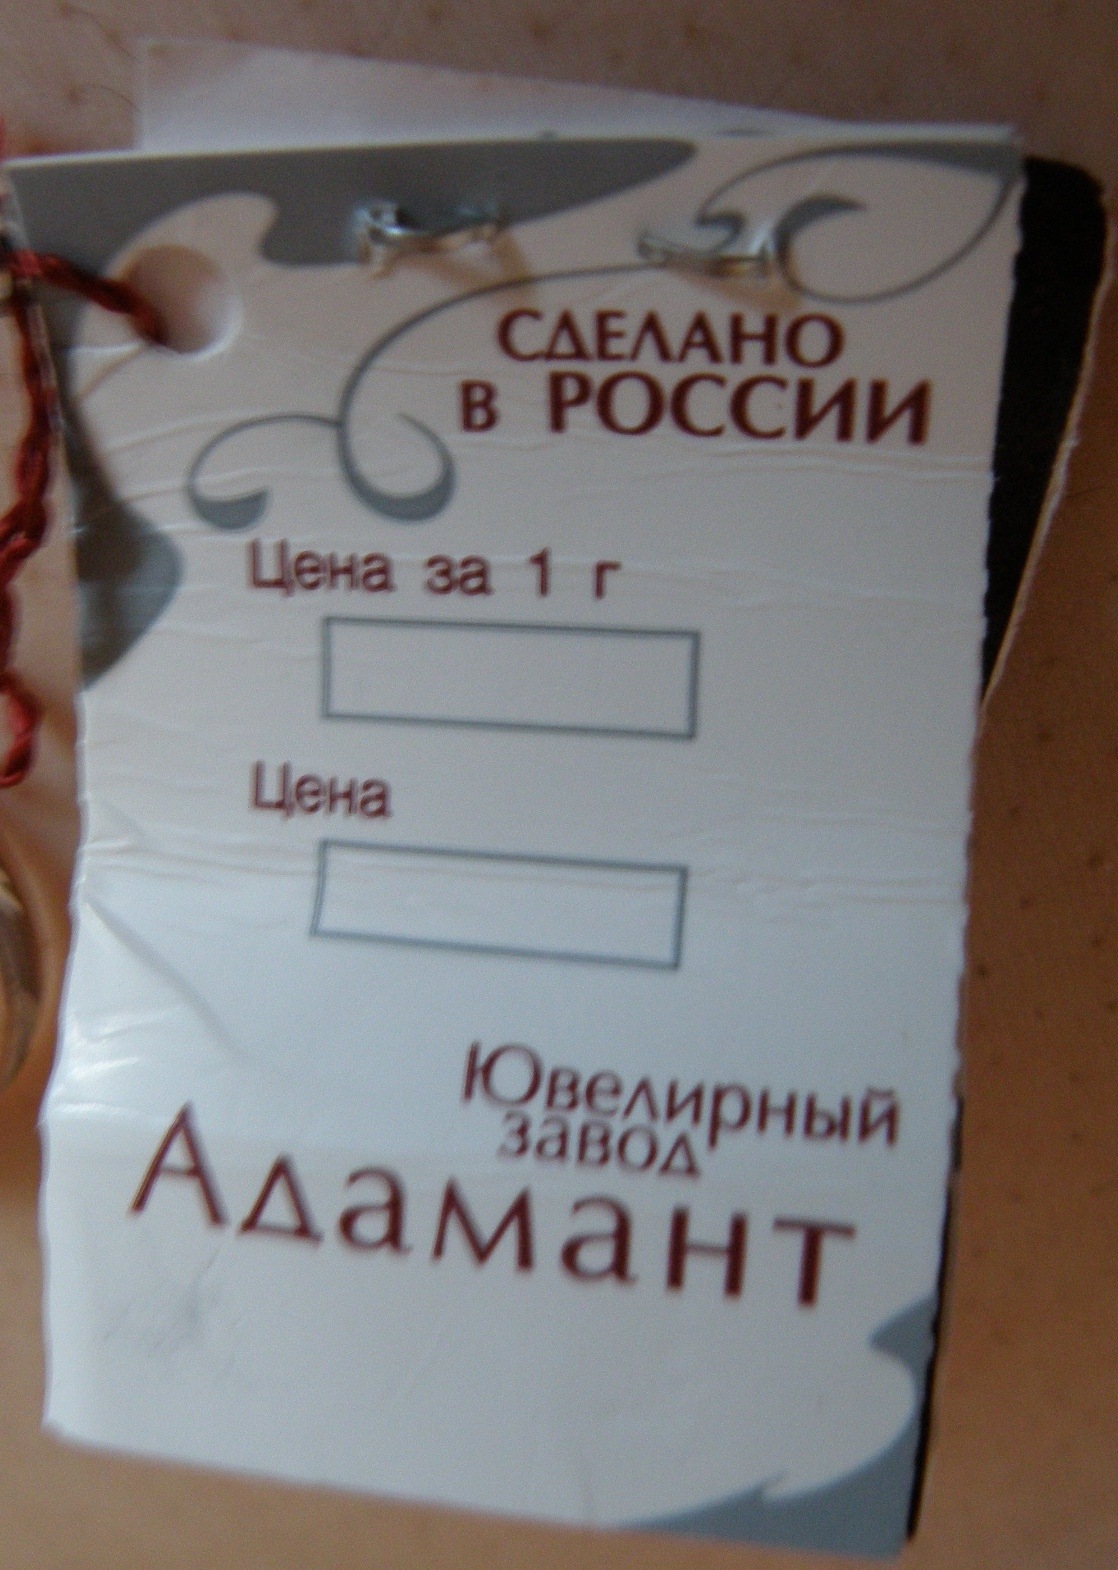 СДЕЛАНО
В РОССИИ
Цена за 1 г
Цена
Ювелирный
завод
Адамант